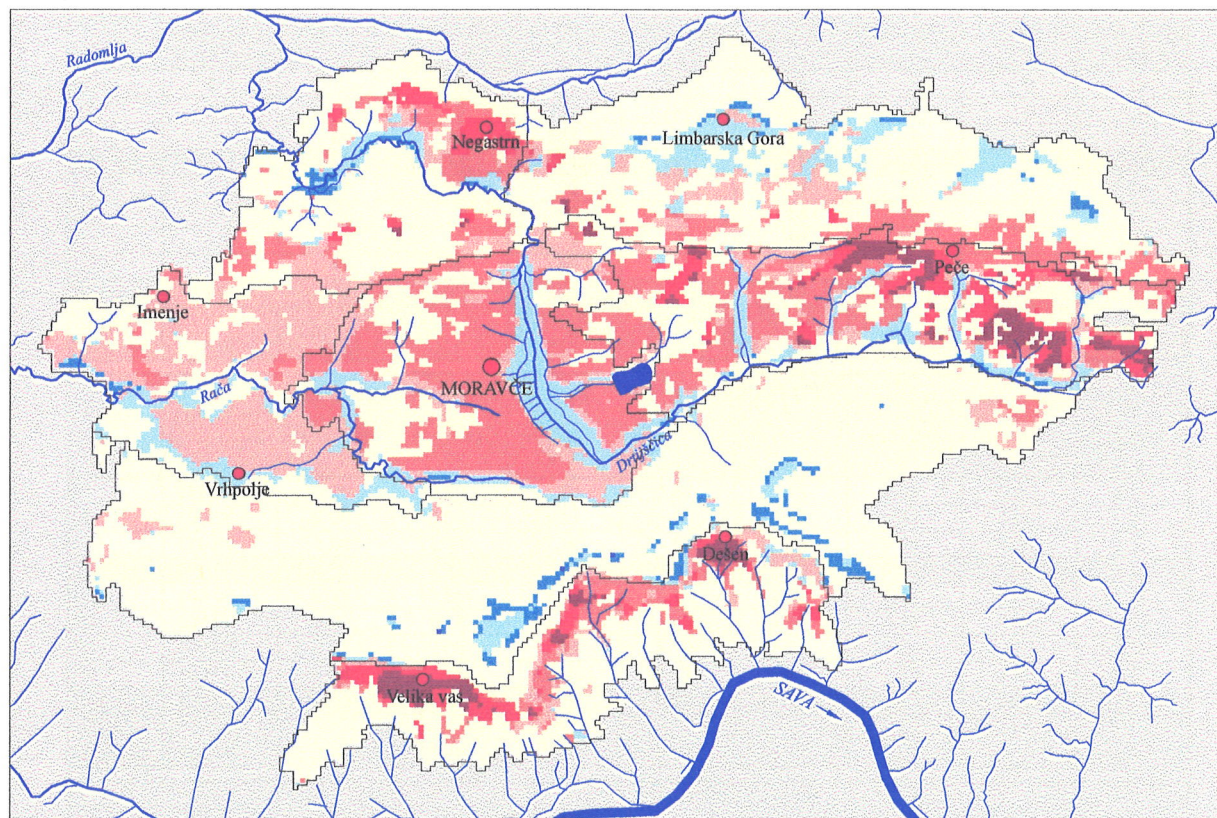 Radomlja
Negastrn
Limbarska Gora
Peče
Imenje
MORAVČE
Rača
Drtijščica
Vrhpolje
Dešen
SAVA
Velika vas